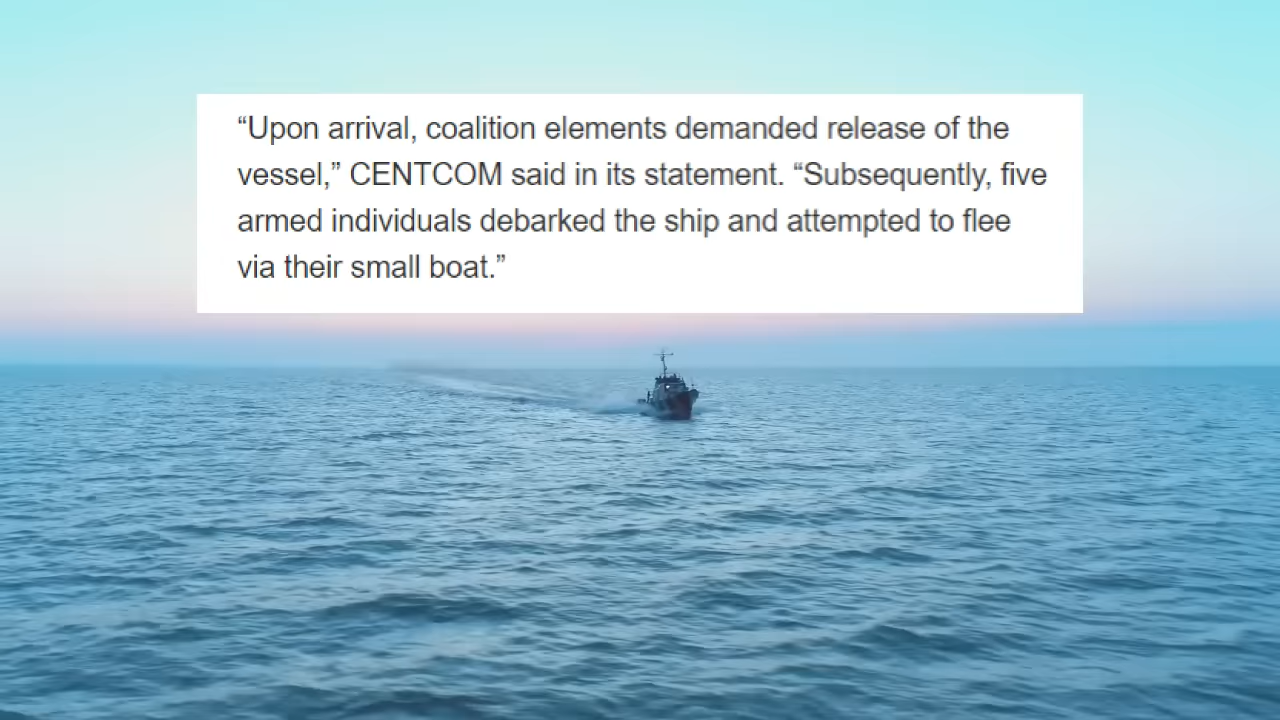 “Upon arrival, coalition elements demanded release of the
vessel,” CENTCOM said in its statement. “Subsequently, five
armed individuals debarked the ship and attempted to flee
via their small boat.”